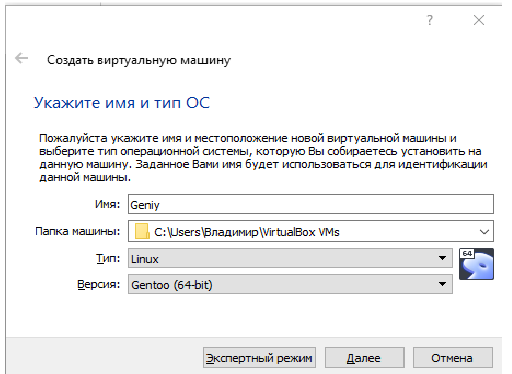 ?
Создать виртуальную машину
Укажите имя и тип ОС
Пожалуйста укажите имя и местоположение новой виртуальной машины и
выберите тип операционной системы, которую Вы собираетесь установить на
данную машину. Заданное Вами имя будет использоваться для идентификации
данной машины.
Имя: Geniy
Папка машины: C:\Users\Владимир\VirtualBox VMs
Тип: Linux
64
Версия: Gentoo (64-bit)
Экспертный режим Далее Отмена